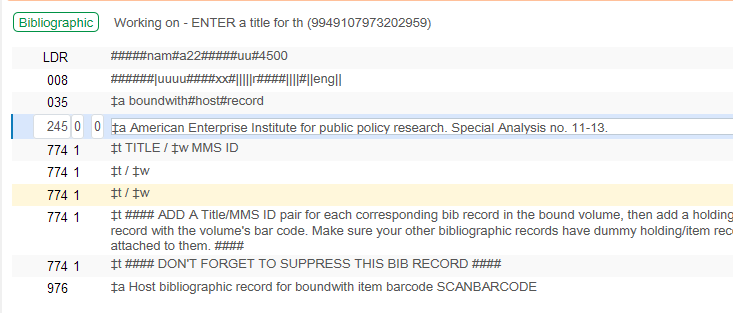 Bibliographic Working on - ENTER a title for th (9949107973202959)
LDR #####nam#a22#####uu#4500
008 ######|uuuu####xx#|||||r####||||#||eng||
035 ‡a boundwith#host#record
245 0 0 ‡a American Enterprise Institute for public policy research. Special Analysis no. 11-13.
774 1 ‡t TITLE / ‡w MMS ID
774 1 ‡t / ‡w
774 1 ‡t / ‡w
774 1 ‡t #### ADD A Title/MMS ID pair for each corresponding bib record in the bound volume, then add a holding
record with the volume's bar code. Make sure your other bibliographic records have dummy holding/item rec
attached to them. ####
774 1 ‡t #### DON'T FORGET TO SUPPRESS THIS BIB RECORD ####
976 ‡a Host bibliographic record for boundwith item barcode SCANBARCODE